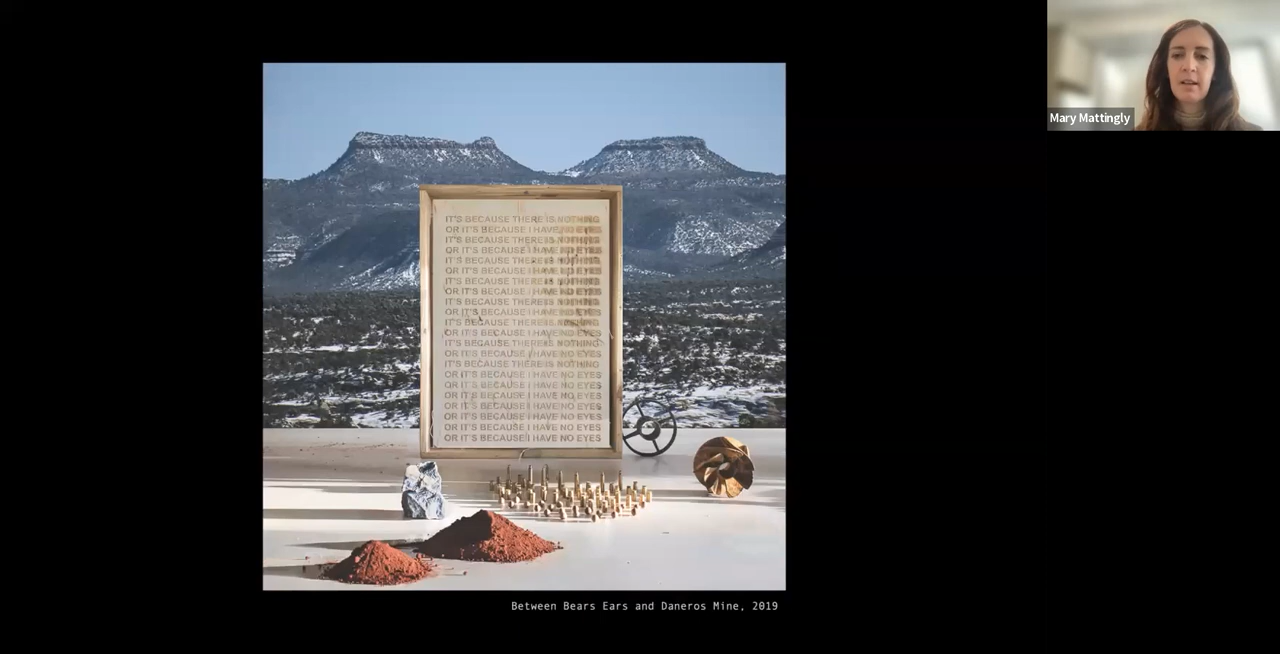 Mary Mattingly
IT'S BECAUSE THERE IS NOTHING
OR IT'S BECAUSE I HAVE NO EYES
IT'S BECAUSE THERE IS NOTHING
OR IT'S BECAUSE I HAVE NO EYES
IT'S BECAUSE THERE IS NOTHING
OR IT'S BECAUSE I HAVE NO EYES
IT'S BECAUSE THERE IS NOTHING
OR IT'S BECAUSE I HAVE NO EYES
IT'S BECAUSE THERE IS NOTHING
OR IT'S BECAUSE I HAVE NO EYES
IT'S BECAUSE THERE IS NOTHING
OR IT'S BECAUSE I HAVE NO EYES
IT'S BECAUSE THERE IS NOTHING
OR IT'S BECAUSE I HAVE NO EYES
IT'S BECAUSE THERE IS NOTHING
OR IT'S BECAUSE I HAVE NO EYES
OR IT'S BECAUSE I HAVE NO EYES
OR IT'S BECAUSE I HAVE NO EYES
OR IT'S BECAUSE I HAVE NO EYES
OR IT'S BECAUSE I HAVE NO EYES
OR IT'S BECAUSE I HAVE NO EYES
OR IT'S BECAUSE I HAVE NO EYES
Between Bears Ears and Daneros Mine, 2019